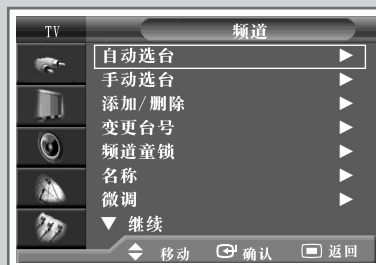 TV 频道
自动选台
手动选台
添加/删除
变更台号
频道童锁
名称
微调
▼ 继续
移动 确认 返回